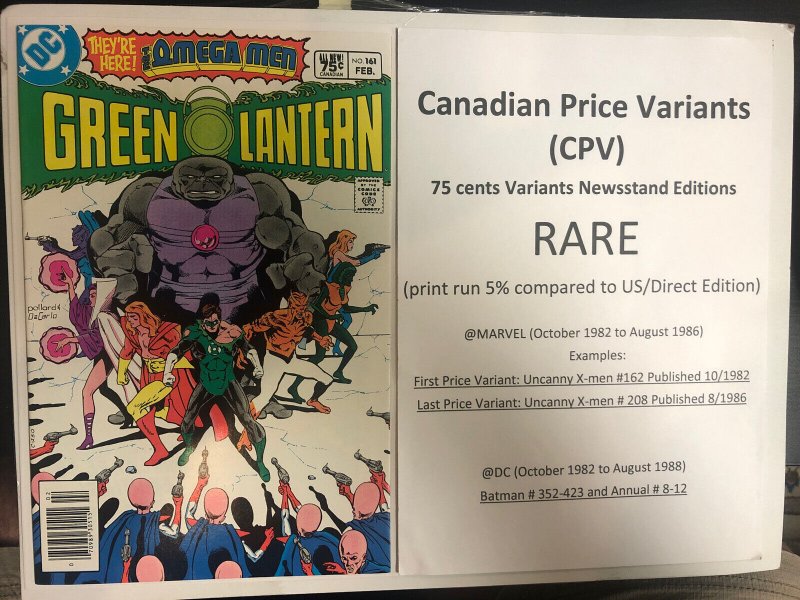 DC
THEY'RE HERE!
THE OMEGA MEN
ALL NEW!
75¢
CANADIAN
NO. 161
FEB.
GREEN LANTERN
APPROVED
BY THE
COMICS
CODE
AUTHORITY
pollard &
DeCarlo
02
0 70989 30515
Canadian Price Variants
(CPV)
75 cents Variants Newsstand Editions
RARE
(print run 5% compared to US/Direct Edition)
@MARVEL (October 1982 to August 1986)
Examples:
First Price Variant: Uncanny X-men #162 Published 10/1982
Last Price Variant: Uncanny X-men # 208 Published 8/1986
@DC (October 1982 to August 1988)
Batman # 352-423 and Annual # 8-12